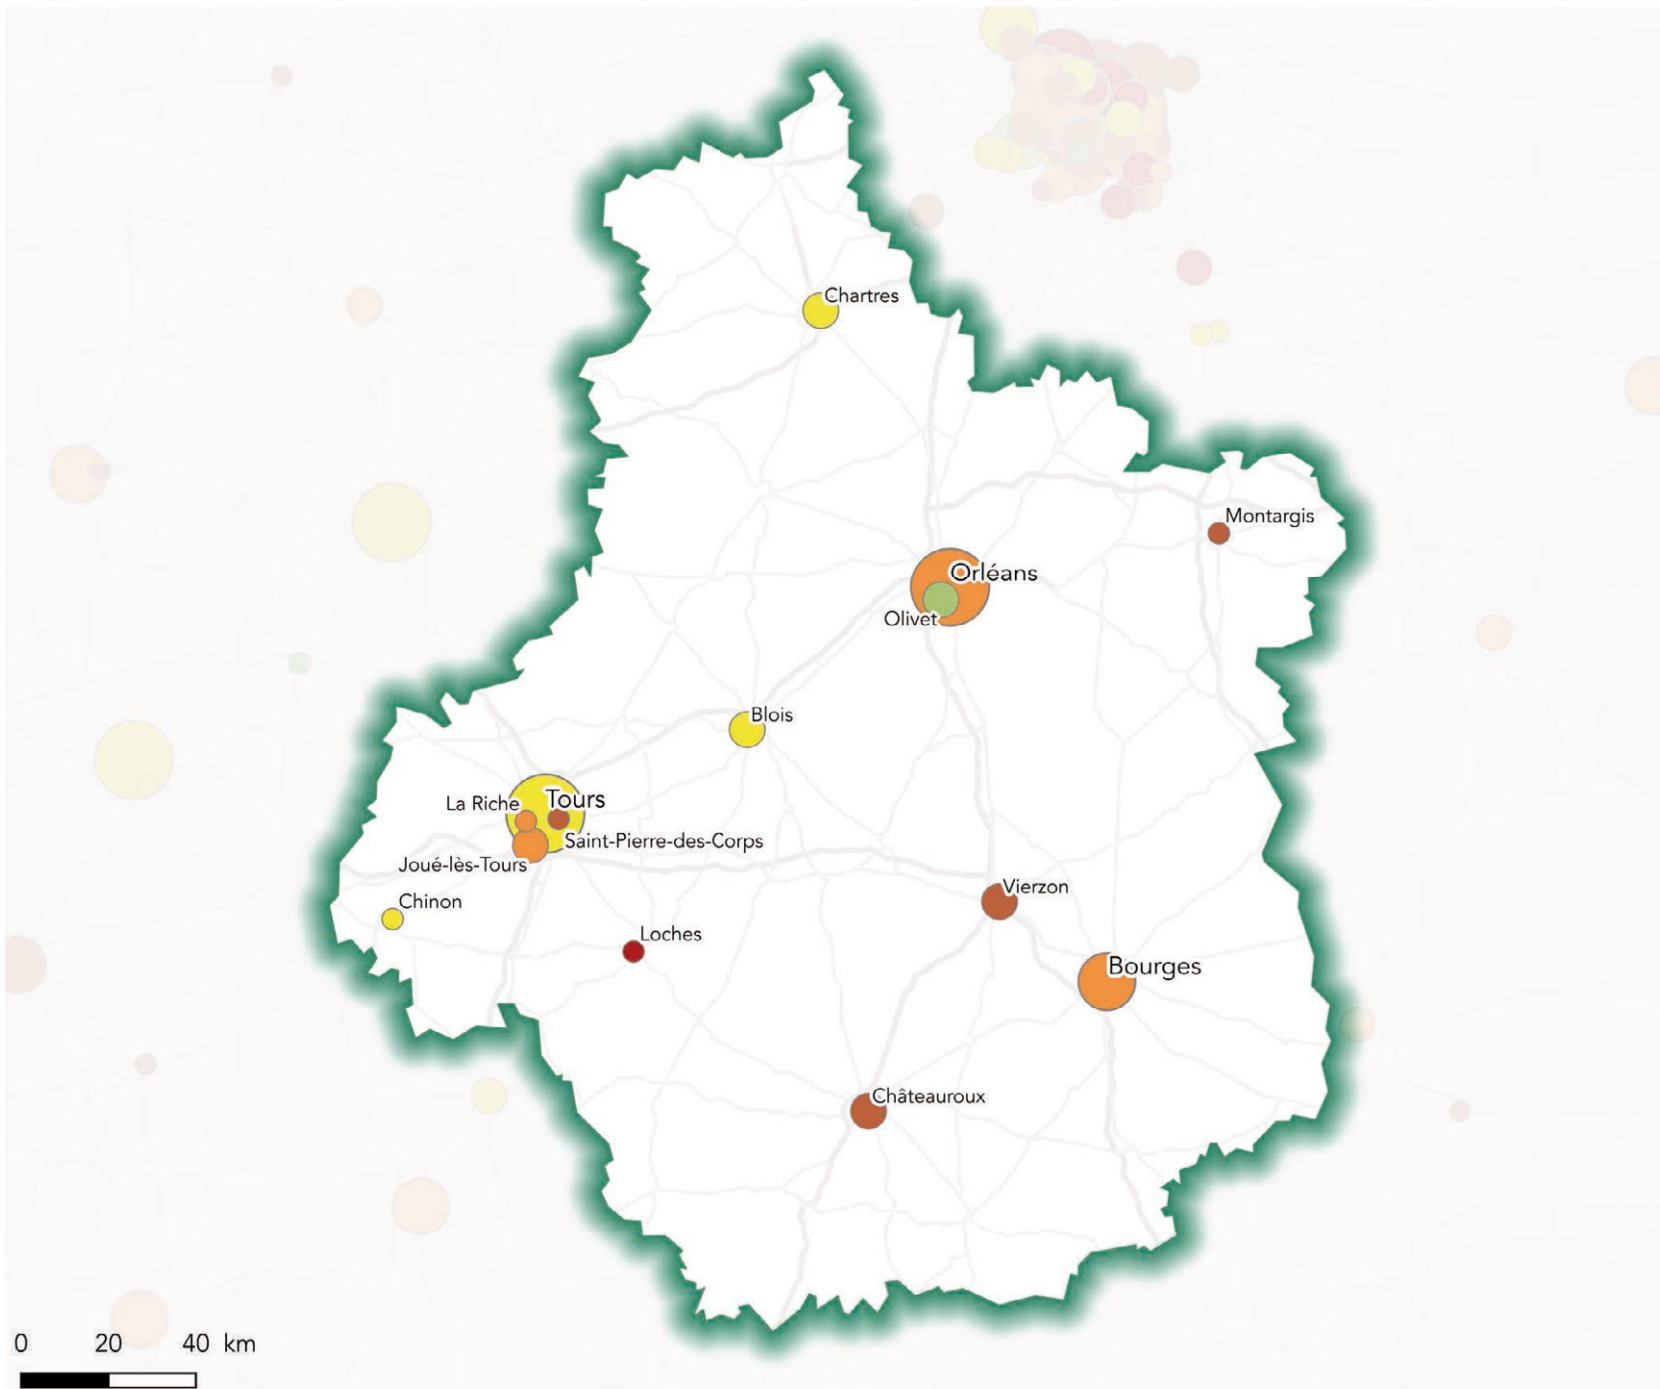 Chartres
Montargis
Orléans
Olivet
Blois
La Riche
Tours
Saint-Pierre-des-Corps
Joué-lès-Tours
Chinon
Vierzon
Loches
Bourges
Châteauroux
0 20 40 km